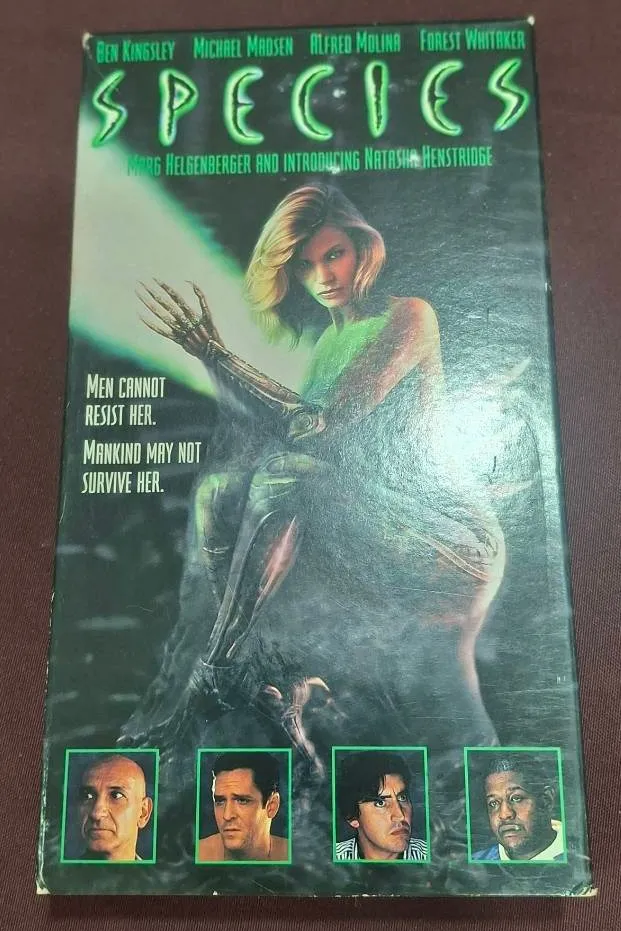 BEN KINGSLEY MICHAEL MADSEN ALFRED MOLINA FOREST WHITAKER
SPECIES
MARG HELGENBERGER AND INTRODUCING NATASHA HENSTRIDGE
MEN CANNOT
RESIST HER.
MANKIND MAY NOT
SURVIVE HER.